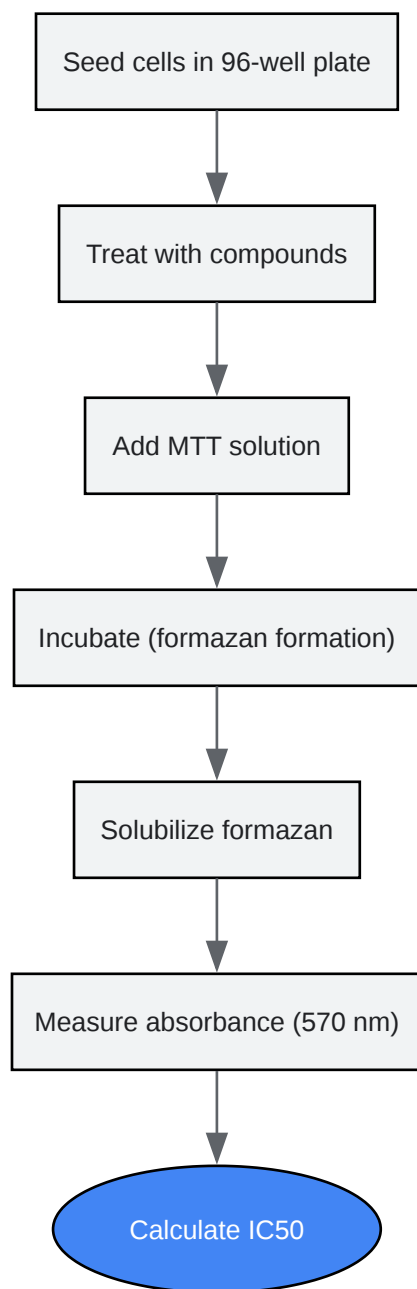 Seed cells in 96-well plate
Treat with compounds
Add MTT solution
Incubate (formazan formation)
Solubilize formazan
Measure absorbance (570 nm)
Calculate IC50